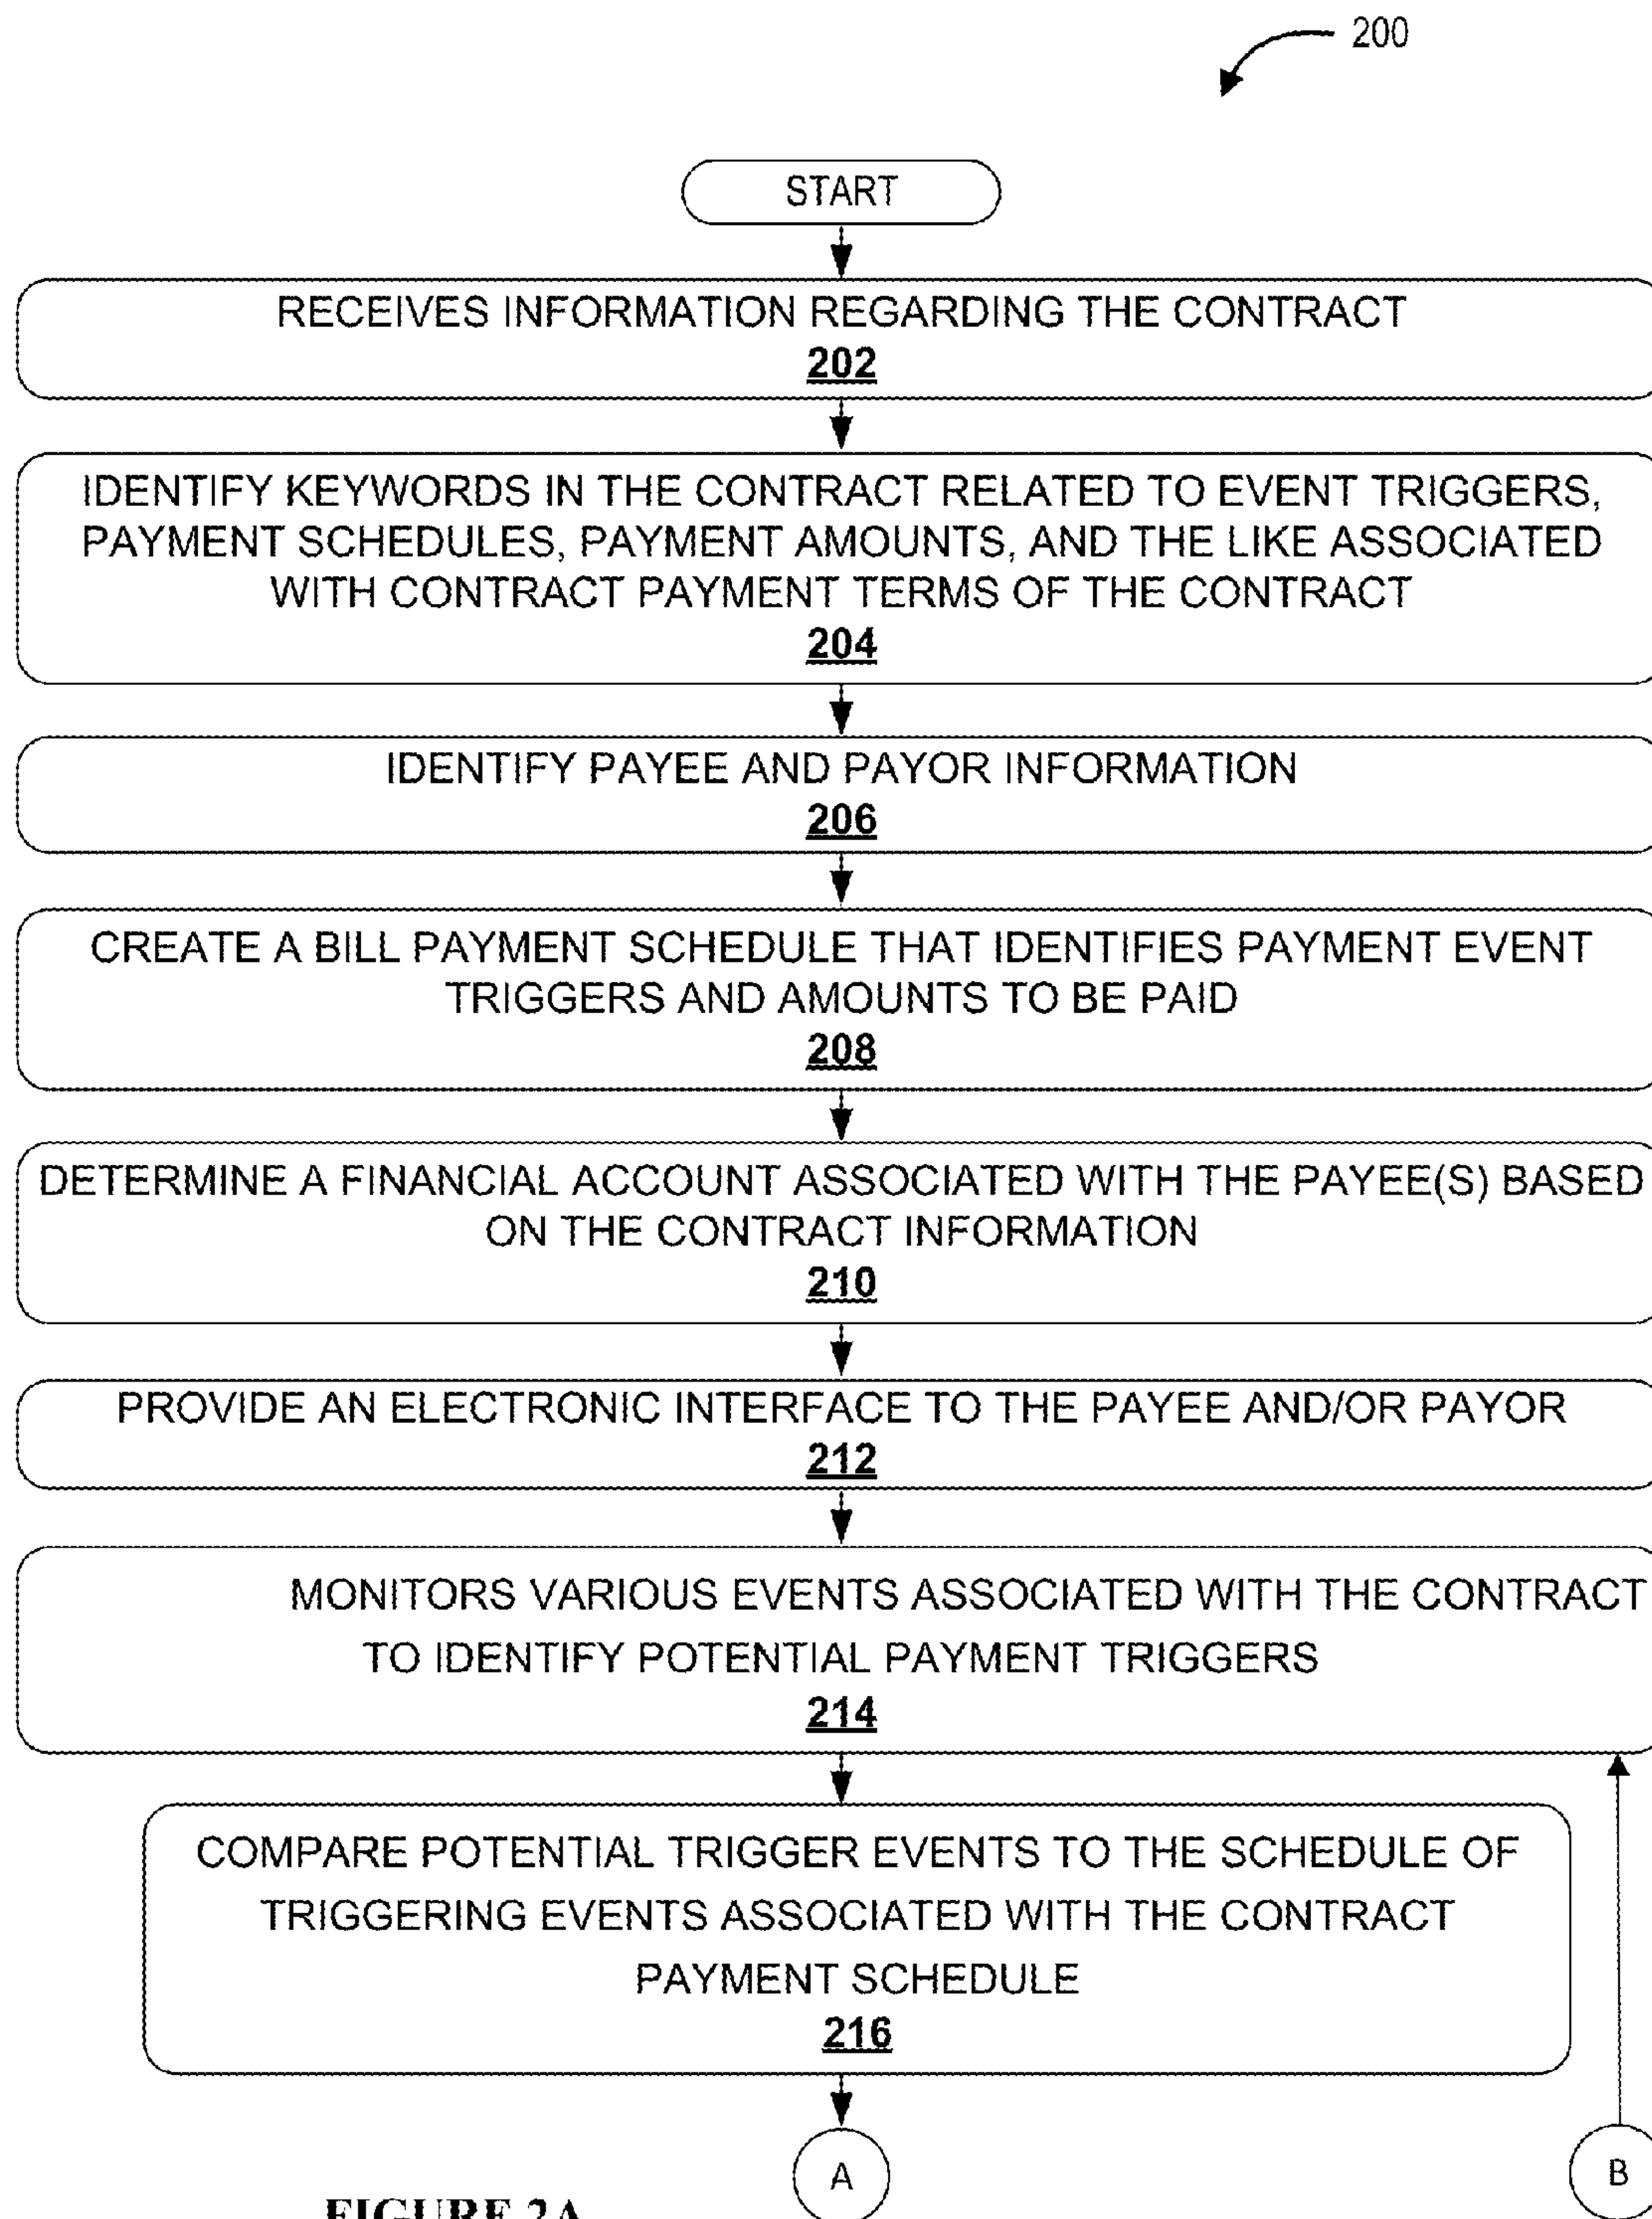 200
START
RECEIVES INFORMATION REGARDING THE CONTRACT
202
IDENTIFY KEYWORDS IN THE CONTRACT RELATED TO EVENT TRIGGERS,
PAYMENT SCHEDULES, PAYMENT AMOUNTS, AND THE LIKE ASSOCIATED
WITH CONTRACT PAYMENT TERMS OF THE CONTRACT
204
IDENTIFY PAYEE AND PAYOR INFORMATION
206
CREATE A BILL PAYMENT SCHEDULE THAT IDENTIFIES PAYMENT EVENT
TRIGGERS AND AMOUNTS TO BE PAID
208
DETERMINE A FINANCIAL ACCOUNT ASSOCIATED WITH THE PAYEE(S) BASED
ON THE CONTRACT INFORMATION
210
PROVIDE AN ELECTRONIC INTERFACE TO THE PAYEE AND/OR PAYOR
212
MONITORS VARIOUS EVENTS ASSOCIATED WITH THE CONTRACT
TO IDENTIFY POTENTIAL PAYMENT TRIGGERS
214
COMPARE POTENTIAL TRIGGER EVENTS TO THE SCHEDULE OF
TRIGGERING EVENTS ASSOCIATED WITH THE CONTRACT
PAYMENT SCHEDULE
216
A
B
FIGURE 2A